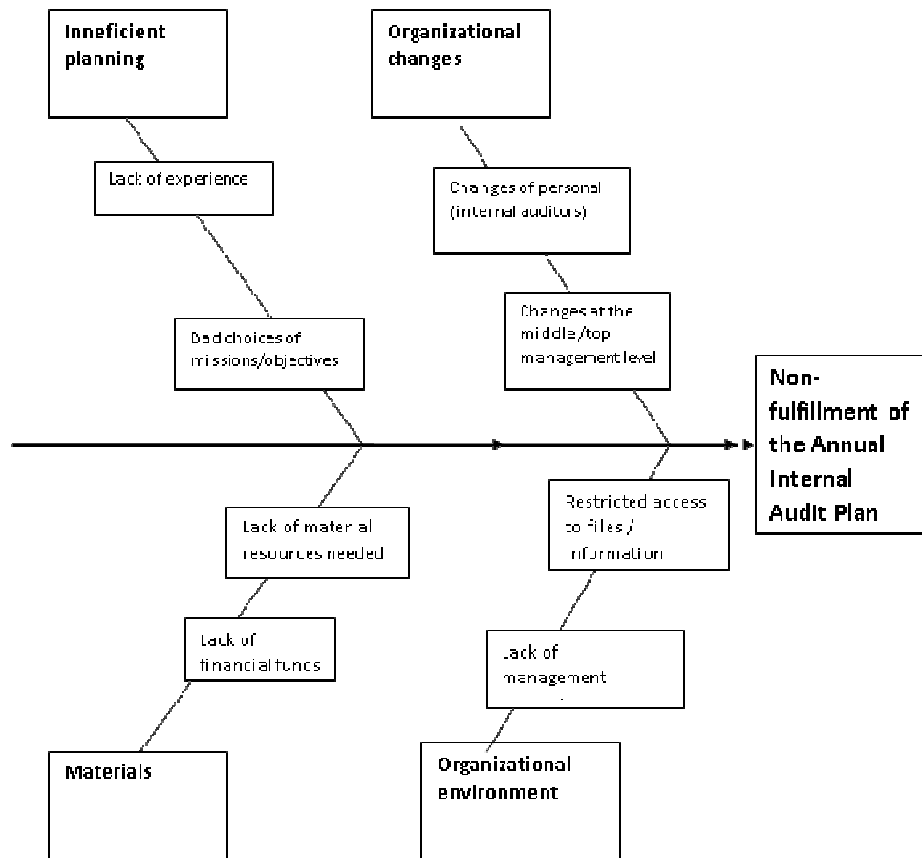 Inneficient
planning
Organizational
changes
Lack of experience
Changes of personal
(internal auditors)
Bad choices of
missions/objectives
Changes at the
middle /top
management level
Non-
fulfillment of
the Annual
Internal
Audit Plan
Lack of material
resources needed
Restricted access
to files /
information
Lack of
financial funds
Lack of
management
Materials
Organizational
environment